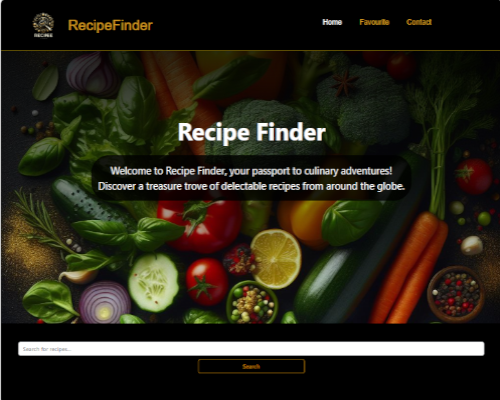 RECIPEE
RecipeFinder
Home Favourite Contact
Recipe Finder
Welcome to Recipe Finder, your passport to culinary adventures!
Discover a treasure trove of delectable recipes from around the globe.
Search for recipes...
Search